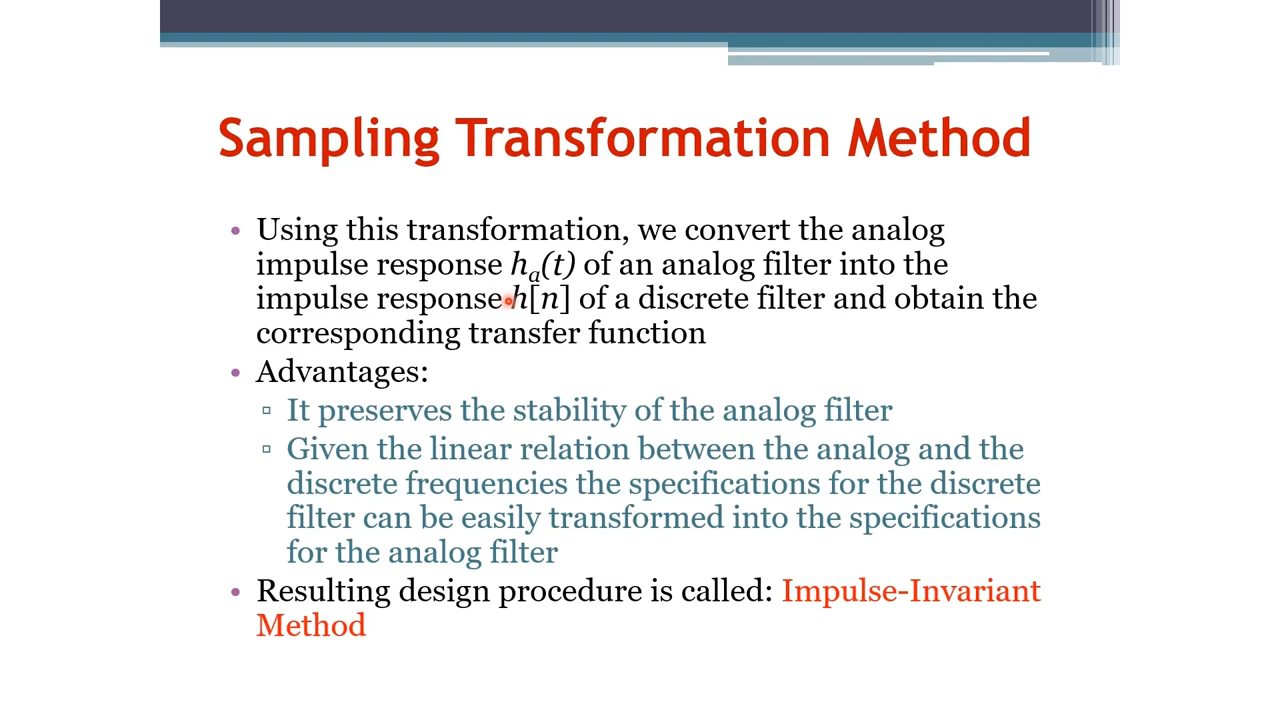 Sampling Transformation Method
• Using this transformation, we convert the analog
impulse response hₐ(t) of an analog filter into the
impulse response h[n] of a discrete filter and obtain the
corresponding transfer function
• Advantages:
▫ It preserves the stability of the analog filter
▫ Given the linear relation between the analog and the
discrete frequencies the specifications for the discrete
filter can be easily transformed into the specifications
for the analog filter
• Resulting design procedure is called: Impulse-Invariant
Method